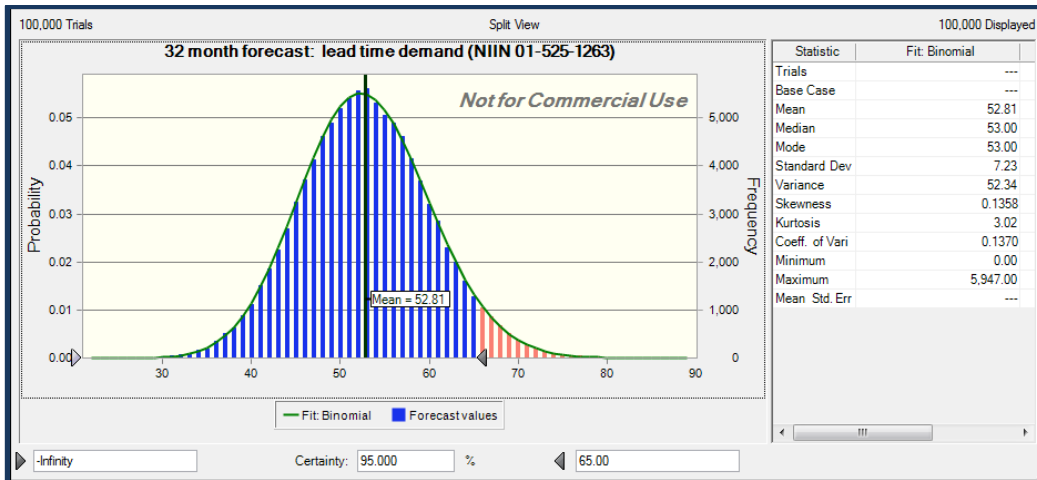 100,000 Trials Split View 100,000 Displayed
32 month forecast: lead time demand (NIIN 01-525-1263)
Not for Commercial Use
Probability
0.05
0.04
0.03
0.02
0.01
0.00
5,000
4,000
3,000
2,000
1,000
0
Frequency
Mean = 52.81
30 40 50 60 70 80 90
Fit: Binomial Forecast values
Statistic Fit: Binomial
Trials ---
Base Case ---
Mean 52.81
Median 53.00
Mode 53.00
Standard Dev 7.23
Variance 52.34
Skewness 0.1358
Kurtosis 3.02
Coeff. of Vari 0.1370
Minimum 0.00
Maximum 5,947.00
Mean Std. Err ---
-Infinity Certainty: 95.000 % 65.00